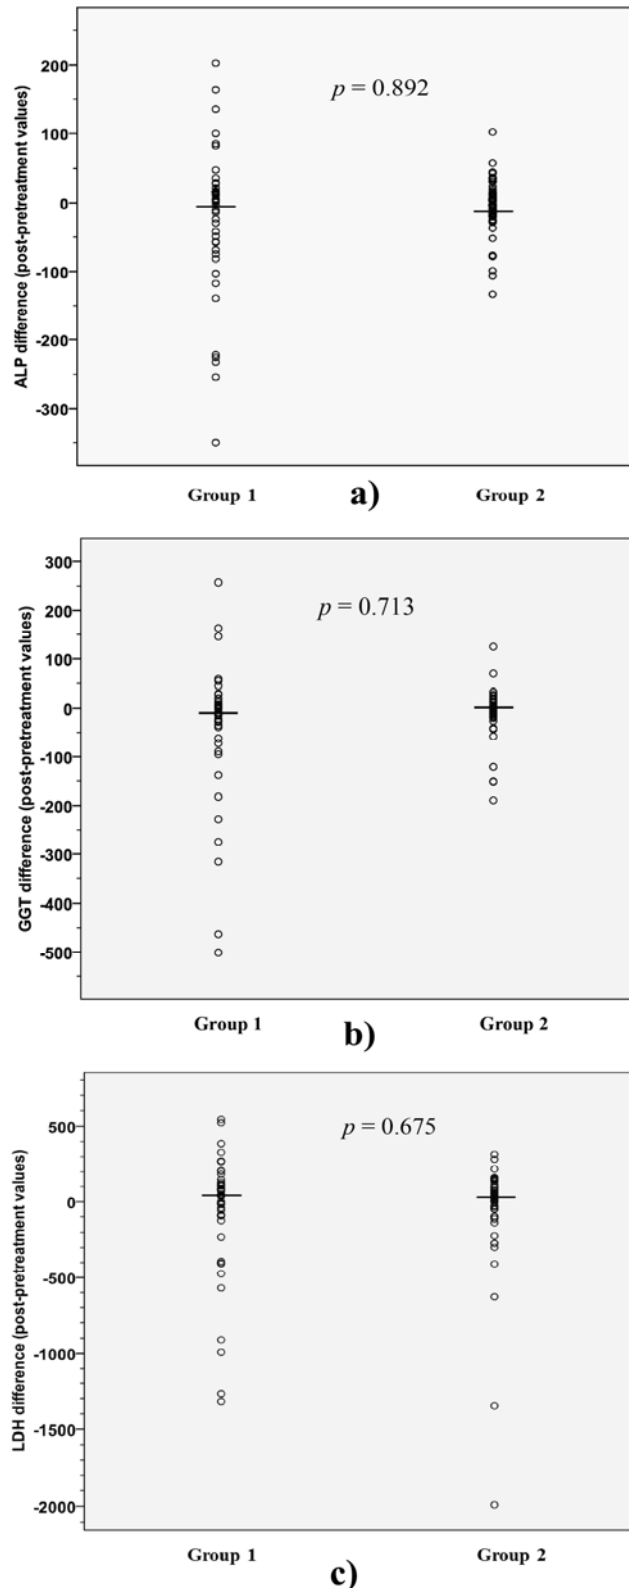 200
p = 0.892
100
0
-100
-200
-300
ALP difference (post-pretreatment values)
Group 1
a)
Group 2
300
200
p = 0.713
100
0
-100
-200
-300
-400
-500
GGT difference (post-pretreatment values)
Group 1
b)
Group 2
500
p = 0.675
0
-500
-1000
-1500
-2000
LDH difference (post-pretreatment values)
Group 1
c)
Group 2